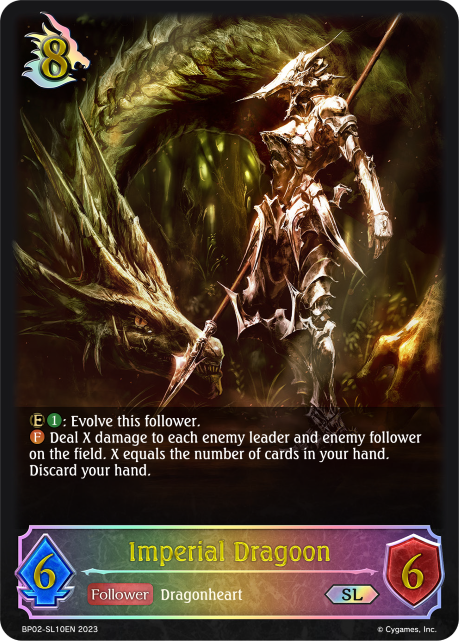 8
E 1: Evolve this follower.
F Deal X damage to each enemy leader and enemy follower
on the field. X equals the number of cards in your hand.
Discard your hand.
Imperial Dragoon
6
Follower Dragonheart
SL
6
BP02-SL10EN 2023
© Cygames, Inc.